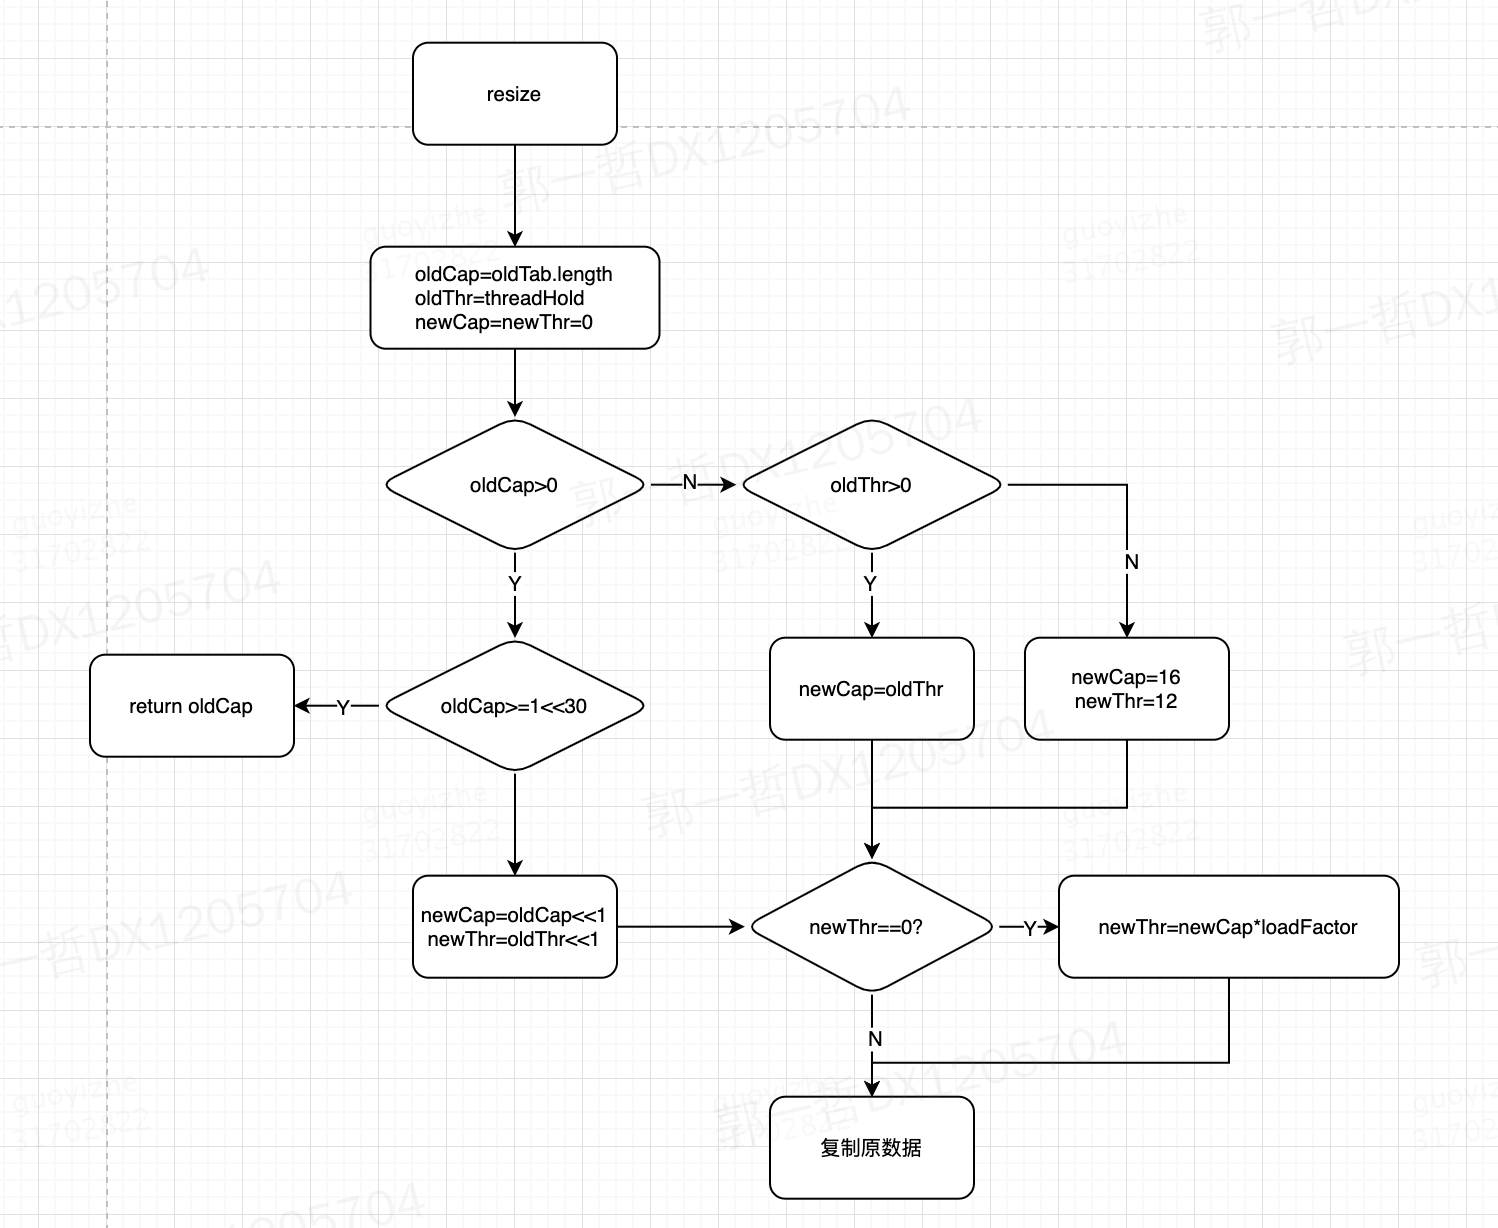 resize
oldCap=oldTab.length
oldThr=threadHold
newCap=newThr=0
oldCap>0
N
oldThr>0
N
Y
Y
return oldCap
Y
oldCap>=1<<30
newCap=oldThr
newCap=16
newThr=12
newCap=oldCap<<1
newThr=oldThr<<1
newThr==0?
Y
newThr=newCap*loadFactor
N
复制原数据
郭一哲DX1205704
guoyizhe
31702822